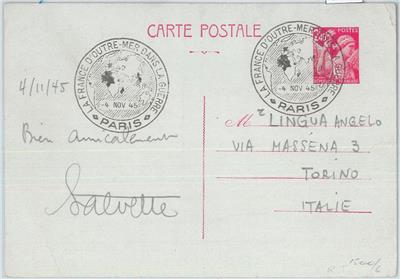 CARTE POSTALE
LA FRANCE D'OUTRE-MER DANS LA GUERRE
4 NOV 45
PARIS
LA FRANCE D'OUTRE-MER DANS LA GUERRE
4 NOV 45
PARIS
POSTES
4/11/45
Bien amicalement
Salvette
Mr LINGUA ANGELO
VIA MASSENA 3
TORINO
ITALIE